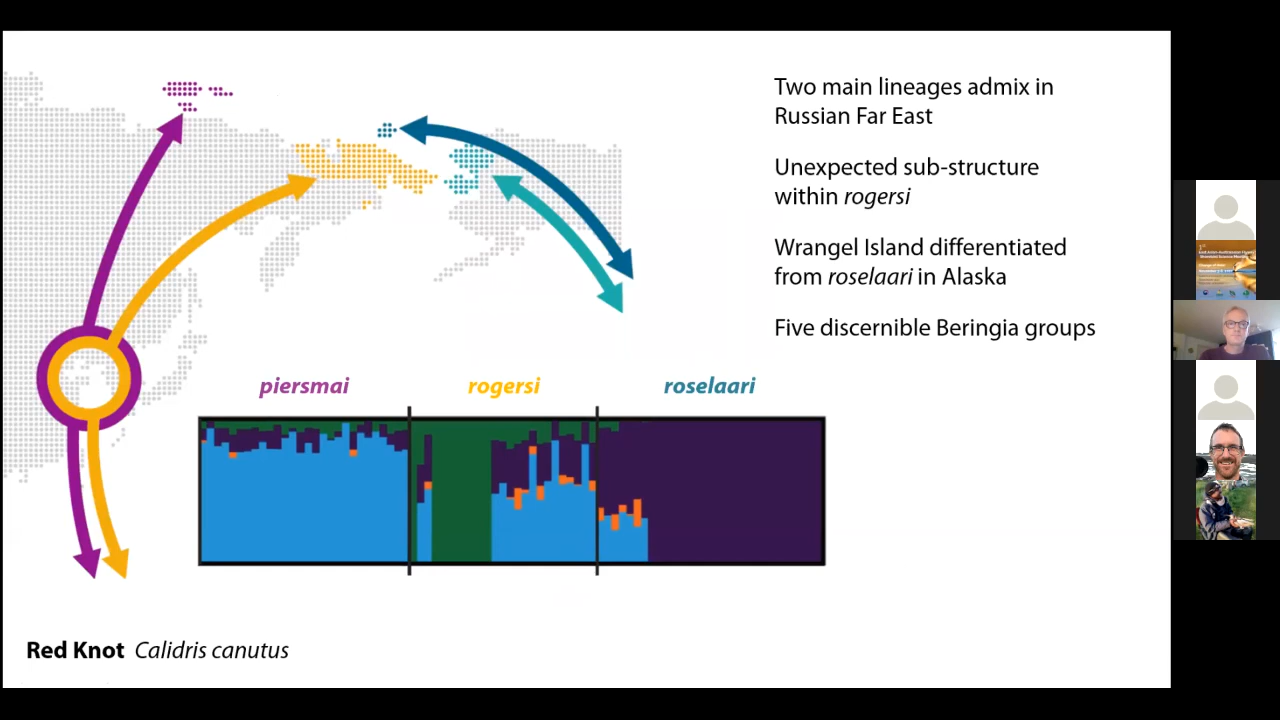 Two main lineages admix in
Russian Far East
Unexpected sub-structure
within rogersi
Wrangel Island differentiated
from roselaari in Alaska
Five discernible Beringia groups
piersmai rogersi roselaari
Red Knot Calidris canutus